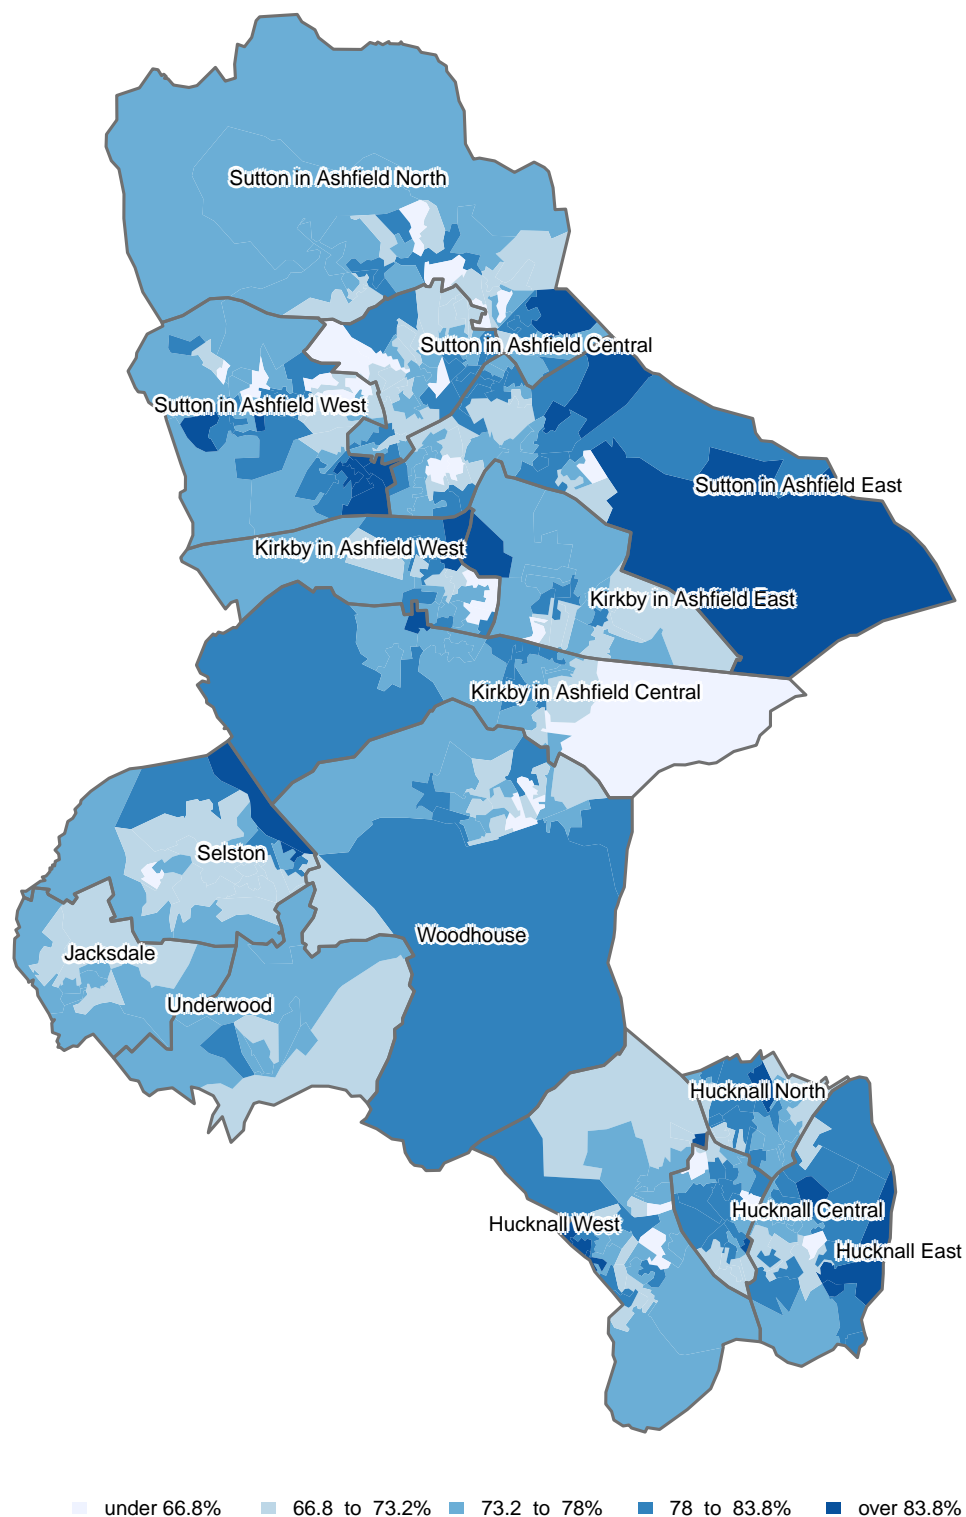 Sutton in Ashfield North
Sutton in Ashfield Central
Sutton in Ashfield West
Sutton in Ashfield East
Kirkby in Ashfield West
Kirkby in Ashfield East
Kirkby in Ashfield Central
Selston
Woodhouse
Jacksdale
Underwood
Hucknall North
Hucknall Central
Hucknall West
Hucknall East
under 66.8% 66.8 to 73.2% 73.2 to 78% 78 to 83.8% over 83.8%